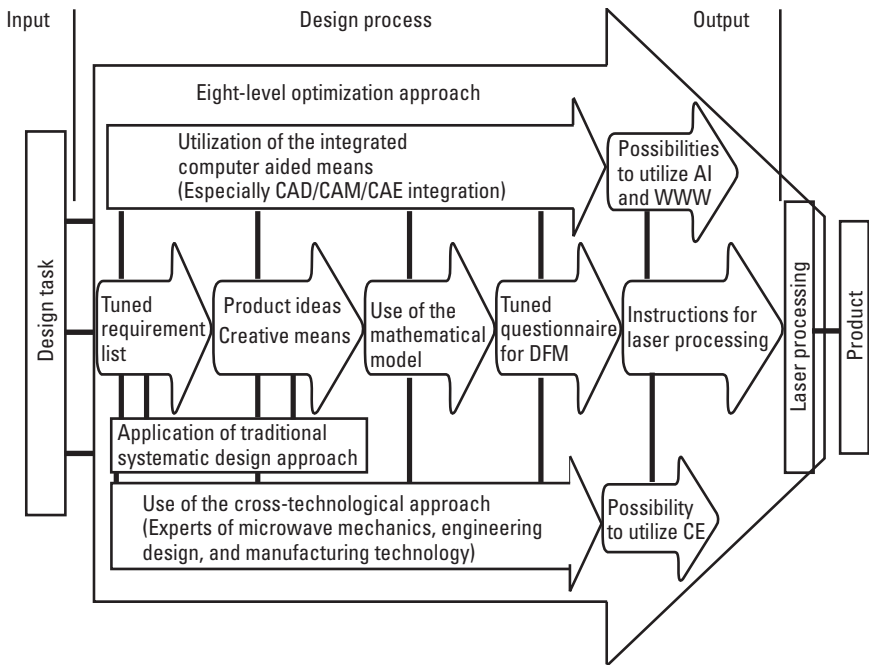 Input
Design process
Output
Eight-level optimization approach
Utilization of the integrated
computer aided means
(Especially CAD/CAM/CAE integration)
Possibilities
to utilize AI
and WWW
Design task
Tuned
requirement
list
Product ideas
Creative means
Use of the
mathematical
model
Tuned
questionnaire
for DFM
Instructions for
laser processing
Laser processing
Product
Application of traditional
systematic design approach
Use of the cross-technological approach
(Experts of microwave mechanics, engineering
design, and manufacturing technology)
Possibility
to utilize CE